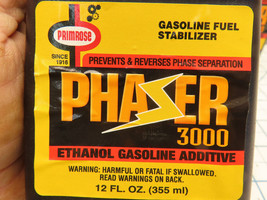 PRIMROSE
SINCE
1916
GASOLINE FUEL
STABILIZER
PREVENTS & REVERSES PHASE SEPARATION
PHASER
3000
ETHANOL GASOLINE ADDITIVE
WARNING: HARMFUL OR FATAL IF SWALLOWED.
READ WARNINGS ON BACK.
12 FL. OZ. (355 ml)